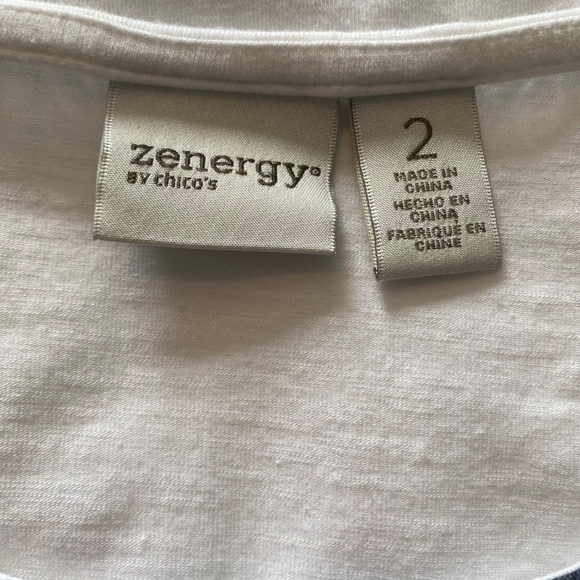 zenergy®
BY chico's
2
MADE IN
CHINA
HECHO EN
CHINA
FABRIQUÉ EN
CHINE